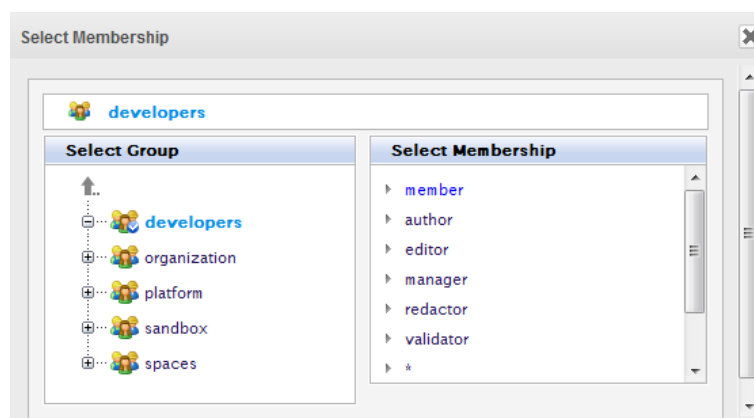 Select Membership
developers
Select Group
..
developers
organization
platform
sandbox
spaces
Select Membership
member
author
editor
manager
redactor
validator
*